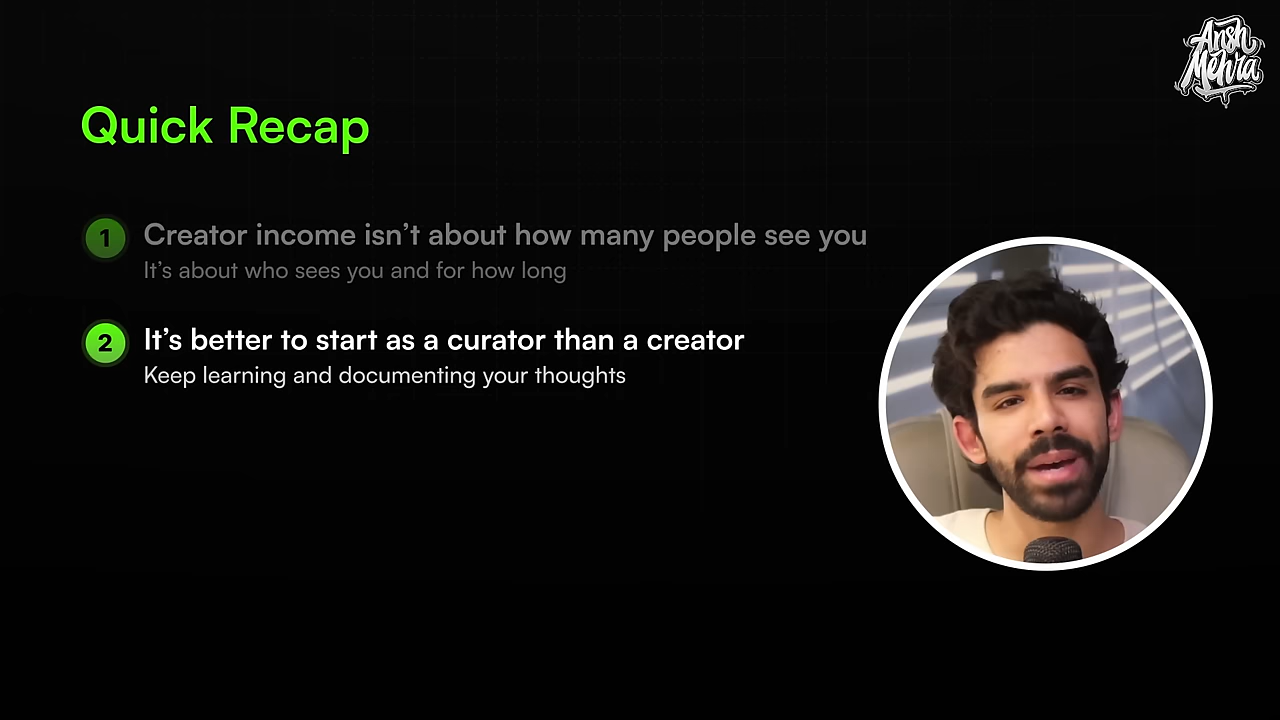 Ansh
Mehra
Quick Recap
1
Creator income isn’t about how many people see you
It’s about who sees you and for how long
2
It’s better to start as a curator than a creator
Keep learning and documenting your thoughts